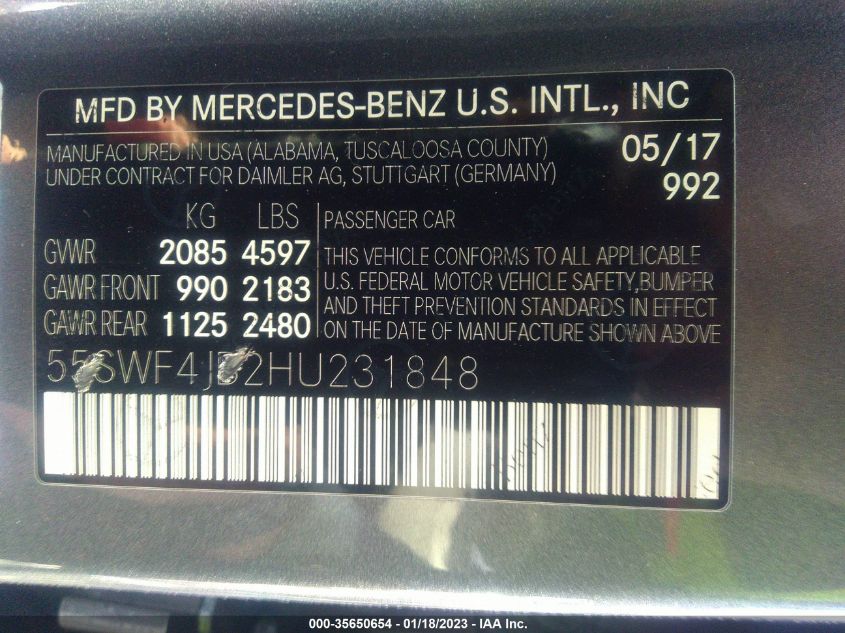 MFD BY MERCEDES-BENZ U.S. INTL., INC
MANUFACTURED IN USA (ALABAMA, TUSCALOOSA COUNTY) 05/17
UNDER CONTRACT FOR DAIMLER AG, STUTTGART (GERMANY) 992
KG LBS
GVWR 2085 4597
GAWR FRONT 990 2183
GAWR REAR 1125 2480
PASSENGER CAR
THIS VEHICLE CONFORMS TO ALL APPLICABLE
U.S. FEDERAL MOTOR VEHICLE SAFETY,BUMPER
AND THEFT PREVENTION STANDARDS IN EFFECT
ON THE DATE OF MANUFACTURE SHOWN ABOVE
55SWF4JB2HU231848
000-35650654 - 01/18/2023 - IAA Inc.